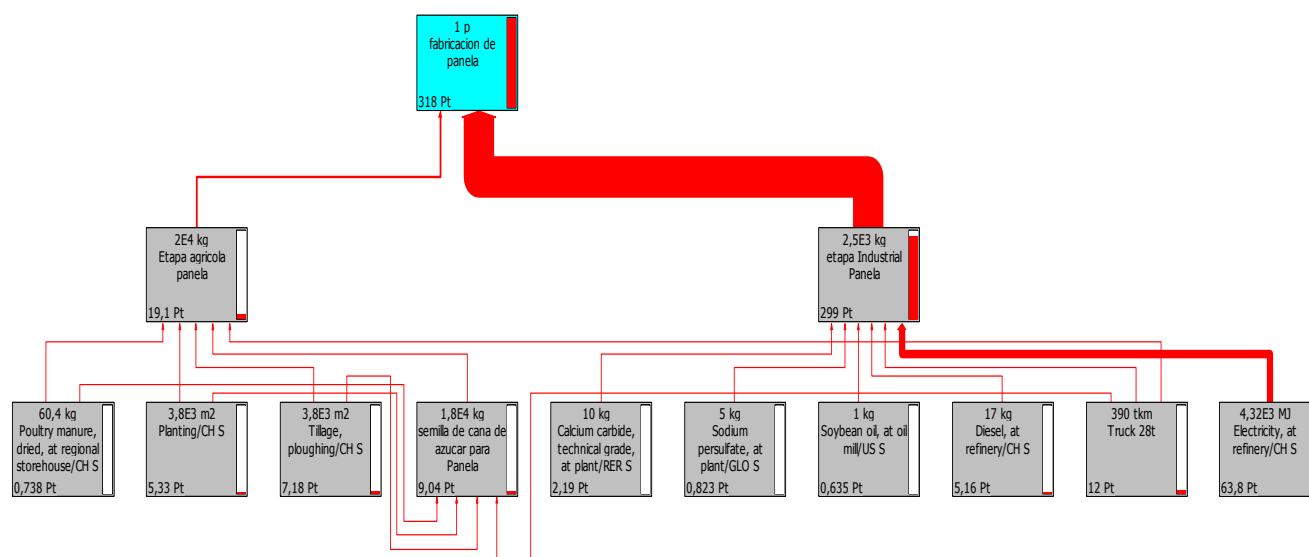 1 p
fabricacion de
panela
318 Pt
2E4 kg
Etapa agricola
panela
19,1 Pt
2,5E3 kg
etapa Industrial
Panela
299 Pt
60,4 kg
Poultry manure,
dried, at regional
storehouse/CH S
0,738 Pt
3,8E3 m2
Planting/CH S
5,33 Pt
3,8E3 m2
Tillage,
ploughing/CH S
7,18 Pt
1,8E4 kg
semilla de cana de
azucar para
Panela
9,04 Pt
10 kg
Calcium carbide,
technical grade,
at plant/RER S
2,19 Pt
5 kg
Sodium
persulfate, at
plant/GLO S
0,823 Pt
1 kg
Soybean oil, at oil
mill/US S
0,635 Pt
17 kg
Diesel, at
refinery/CH S
5,16 Pt
390 tkm
Truck 28t
12 Pt
4,32E3 MJ
Electricity, at
refinery/CH S
63,8 Pt